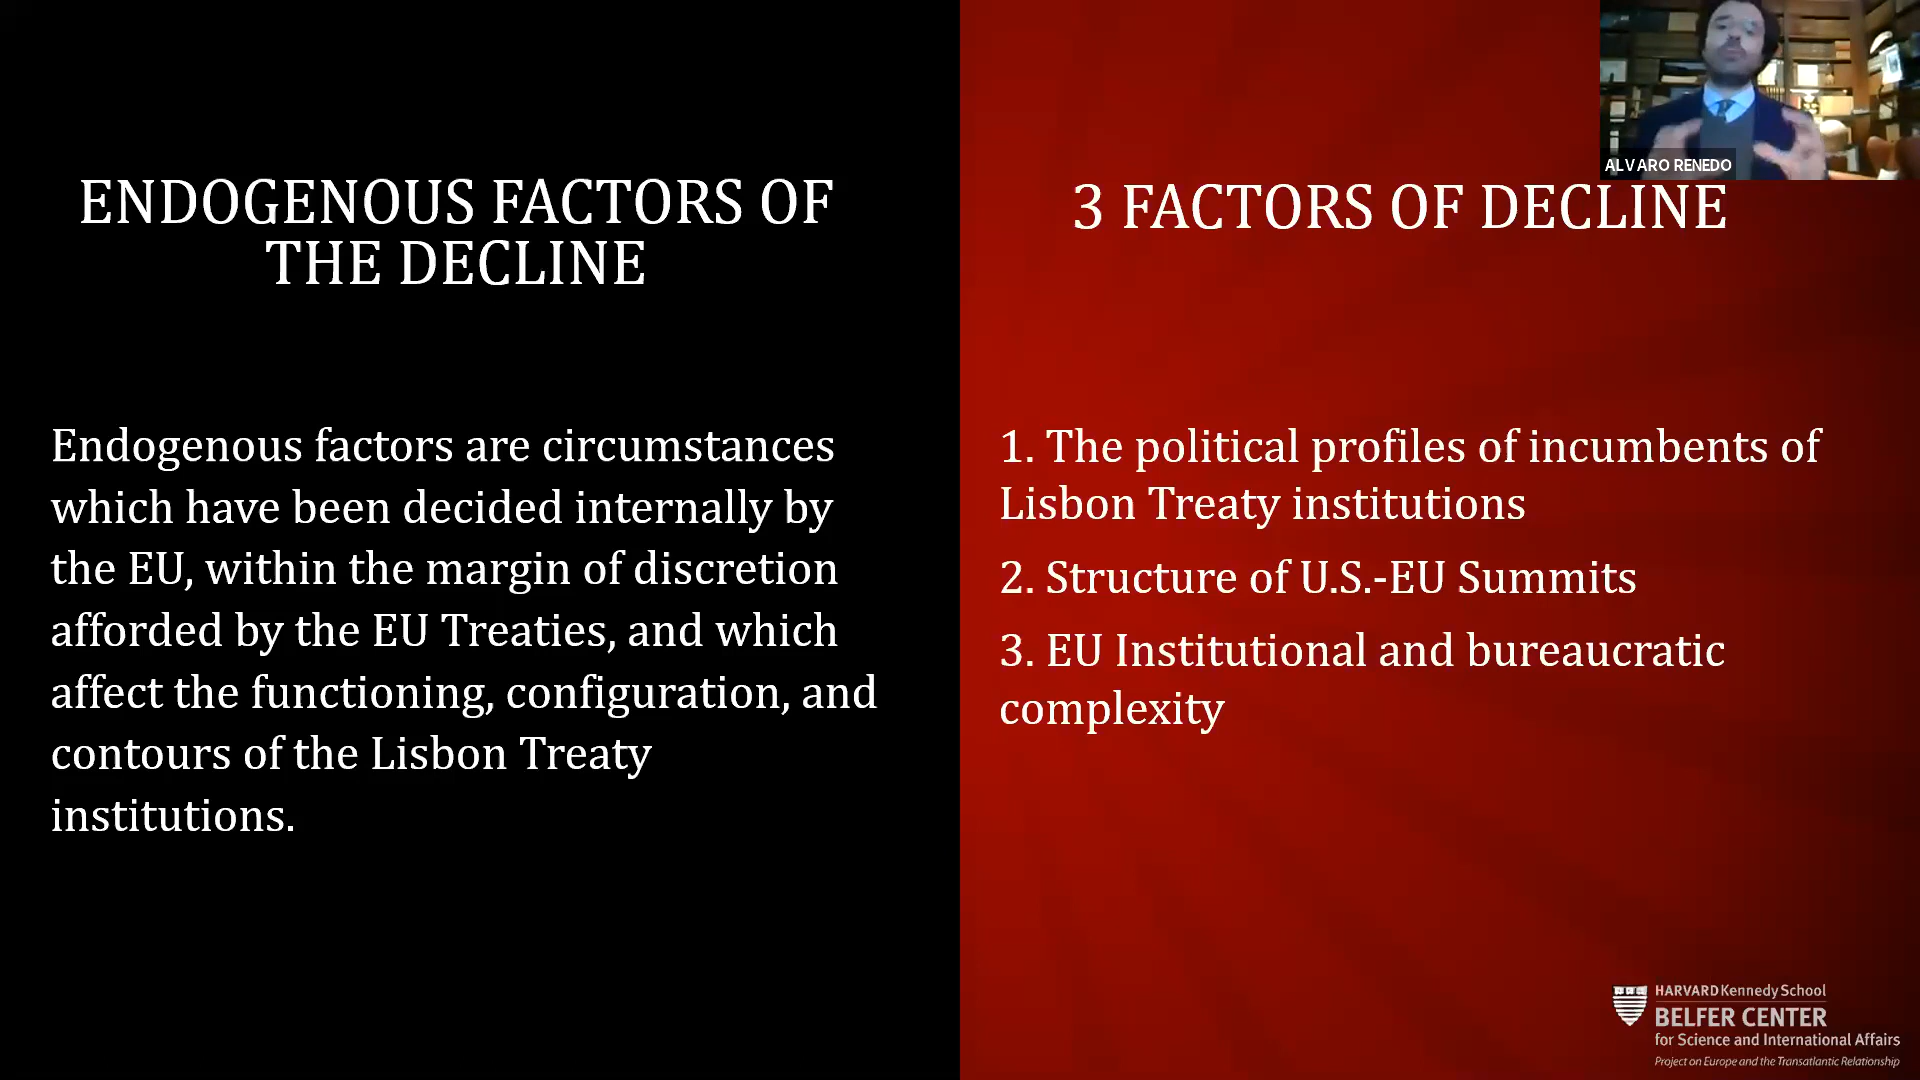 ENDOGENOUS FACTORS OF
THE DECLINE
Endogenous factors are circumstances
which have been decided internally by
the EU, within the margin of discretion
afforded by the EU Treaties, and which
affect the functioning, configuration, and
contours of the Lisbon Treaty
institutions.
ALVARO RENEDO
3 FACTORS OF DECLINE
1. The political profiles of incumbents of
Lisbon Treaty institutions
2. Structure of U.S.-EU Summits
3. EU Institutional and bureaucratic
complexity
HARVARD Kennedy School
BELFER CENTER
for Science and International Affairs
Project on Europe and the Transatlantic Relationship